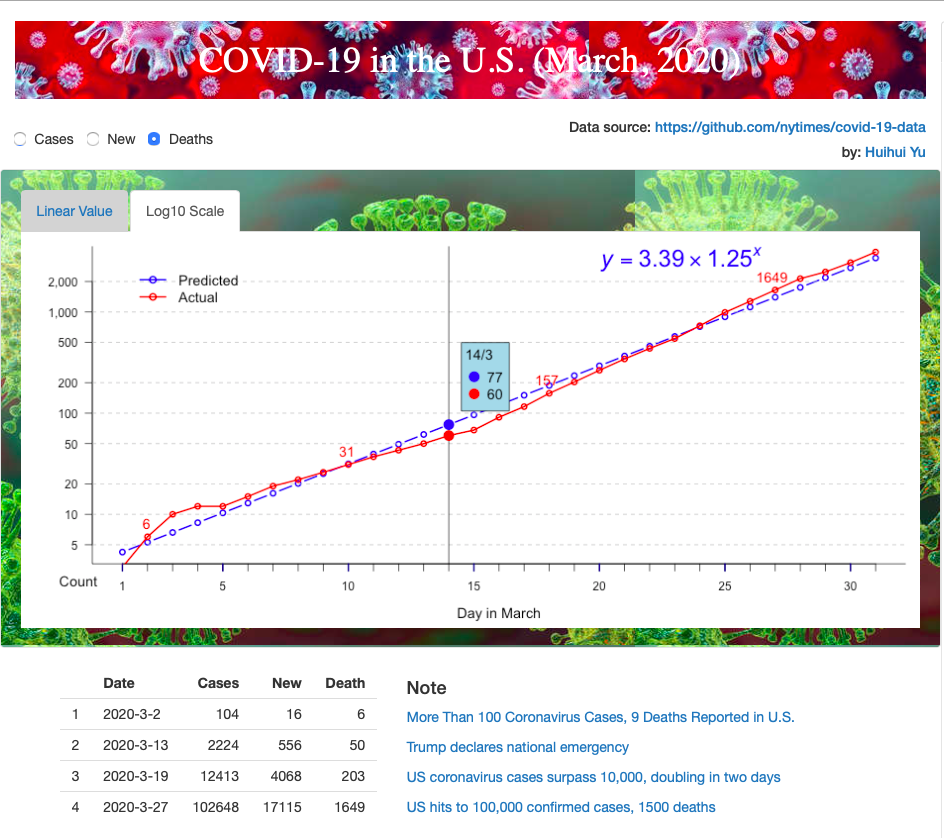 COVID-19 in the U.S. (March, 2020)
Cases New Deaths
Data source: https://github.com/nytimes/covid-19-data
by: Huihui Yu
Linear Value Log10 Scale
y = 3.39 × 1.25^x
Predicted
Actual
2,000
1,000
500
200
100
50
20
10
5
1649
157
31
6
14/3
77
60
Count
1 5 10 15 20 25 30
Day in March
Date Cases New Death
1 2020-3-2 104 16 6
2 2020-3-13 2224 556 50
3 2020-3-19 12413 4068 203
4 2020-3-27 102648 17115 1649
Note
More Than 100 Coronavirus Cases, 9 Deaths Reported in U.S.
Trump declares national emergency
US coronavirus cases surpass 10,000, doubling in two days
US hits to 100,000 confirmed cases, 1500 deaths